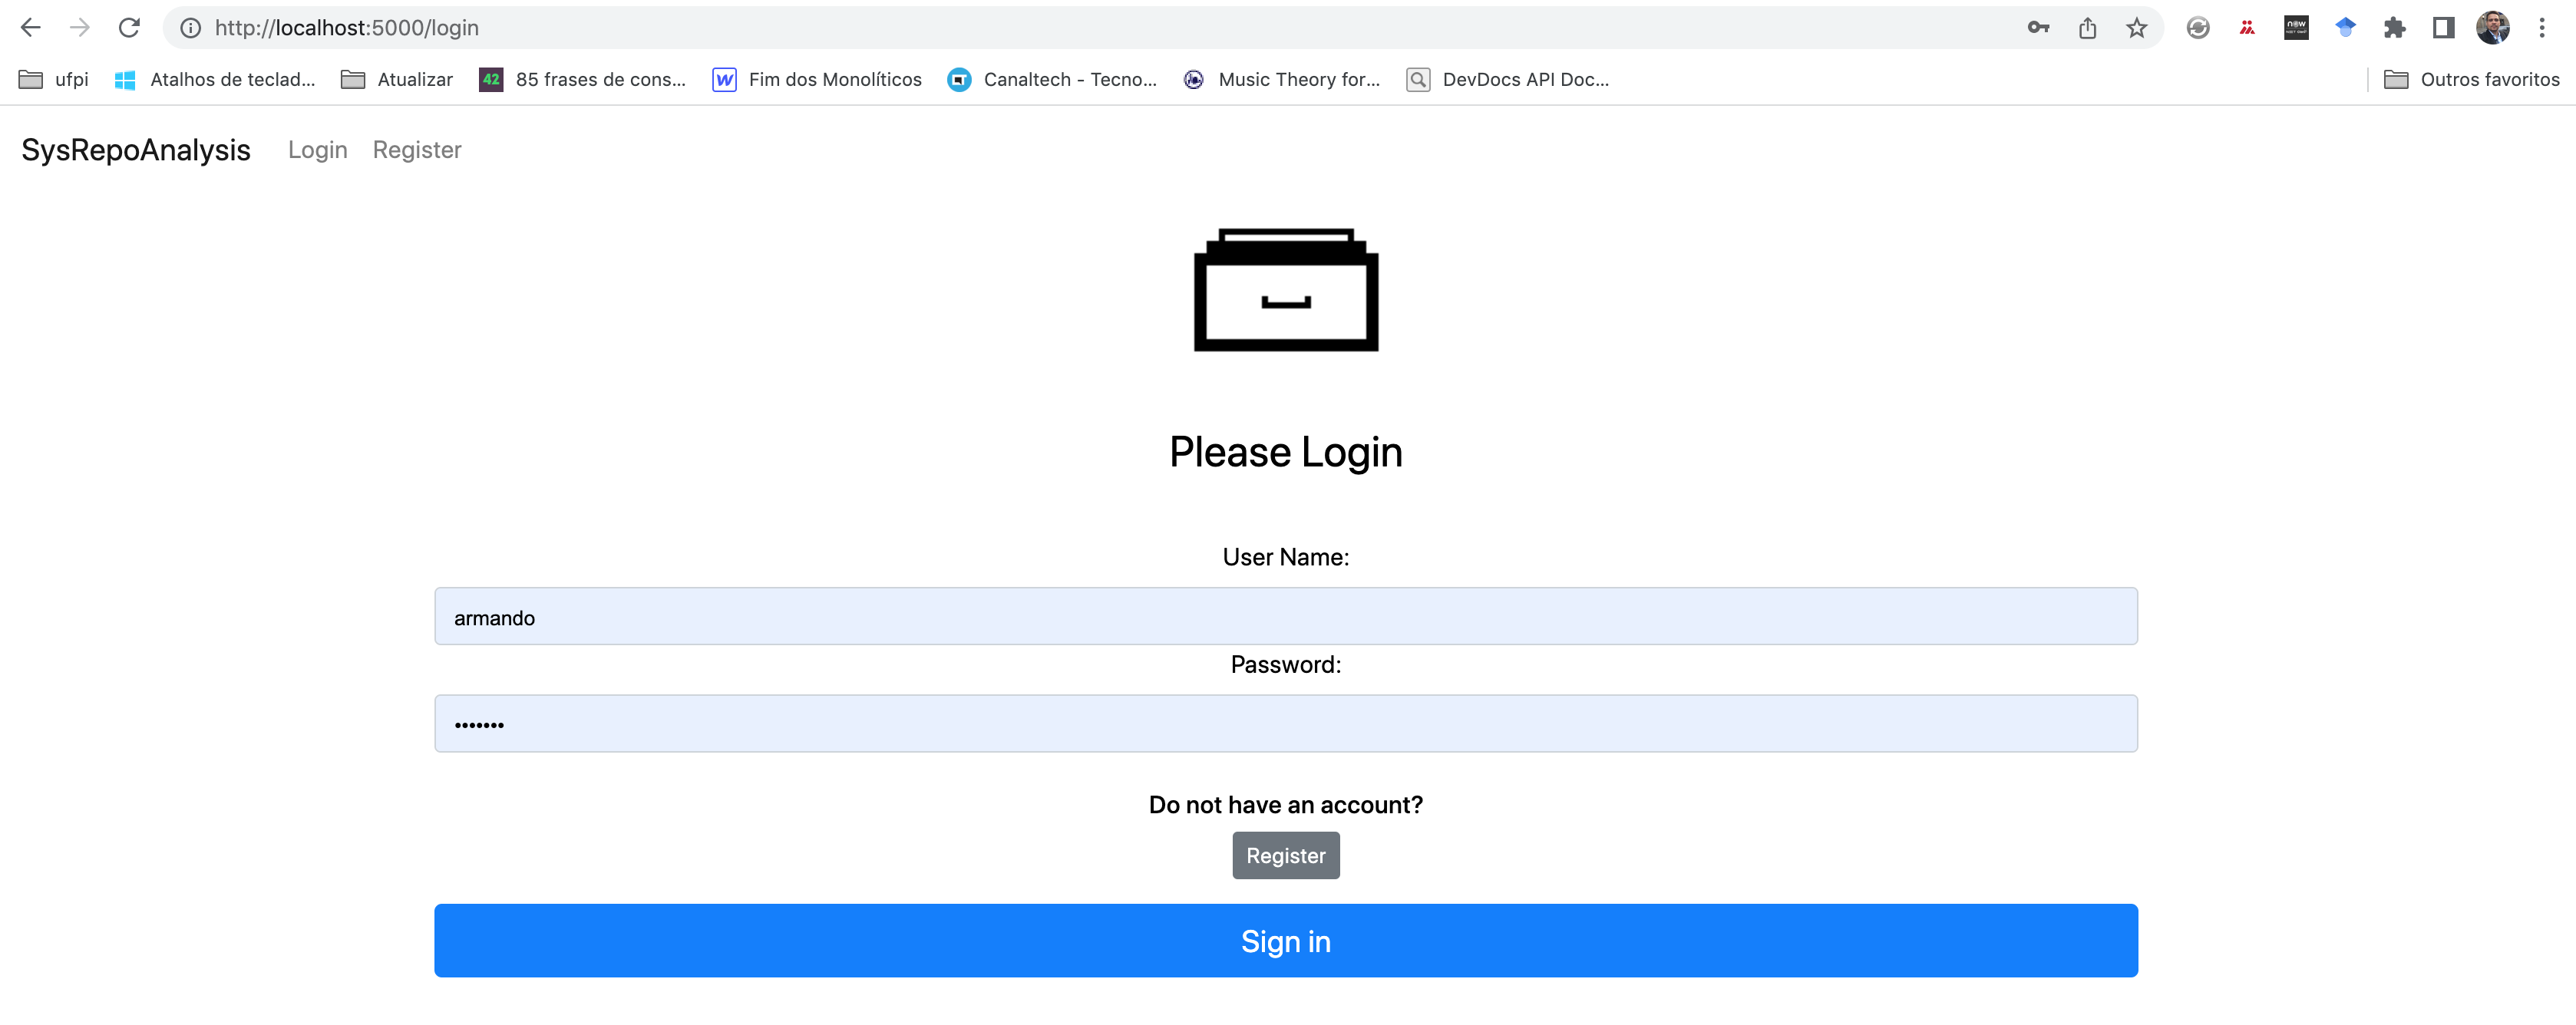 http://localhost:5000/login
ufpi Atalhos de teclad... Atualizar 42 85 frases de cons... W Fim dos Monolíticos Canaltech - Tecno... Music Theory for... DevDocs API Doc... Outros favoritos
SysRepoAnalysis Login Register
Please Login
User Name:
armando
Password:
•••••••
Do not have an account?
Register
Sign in